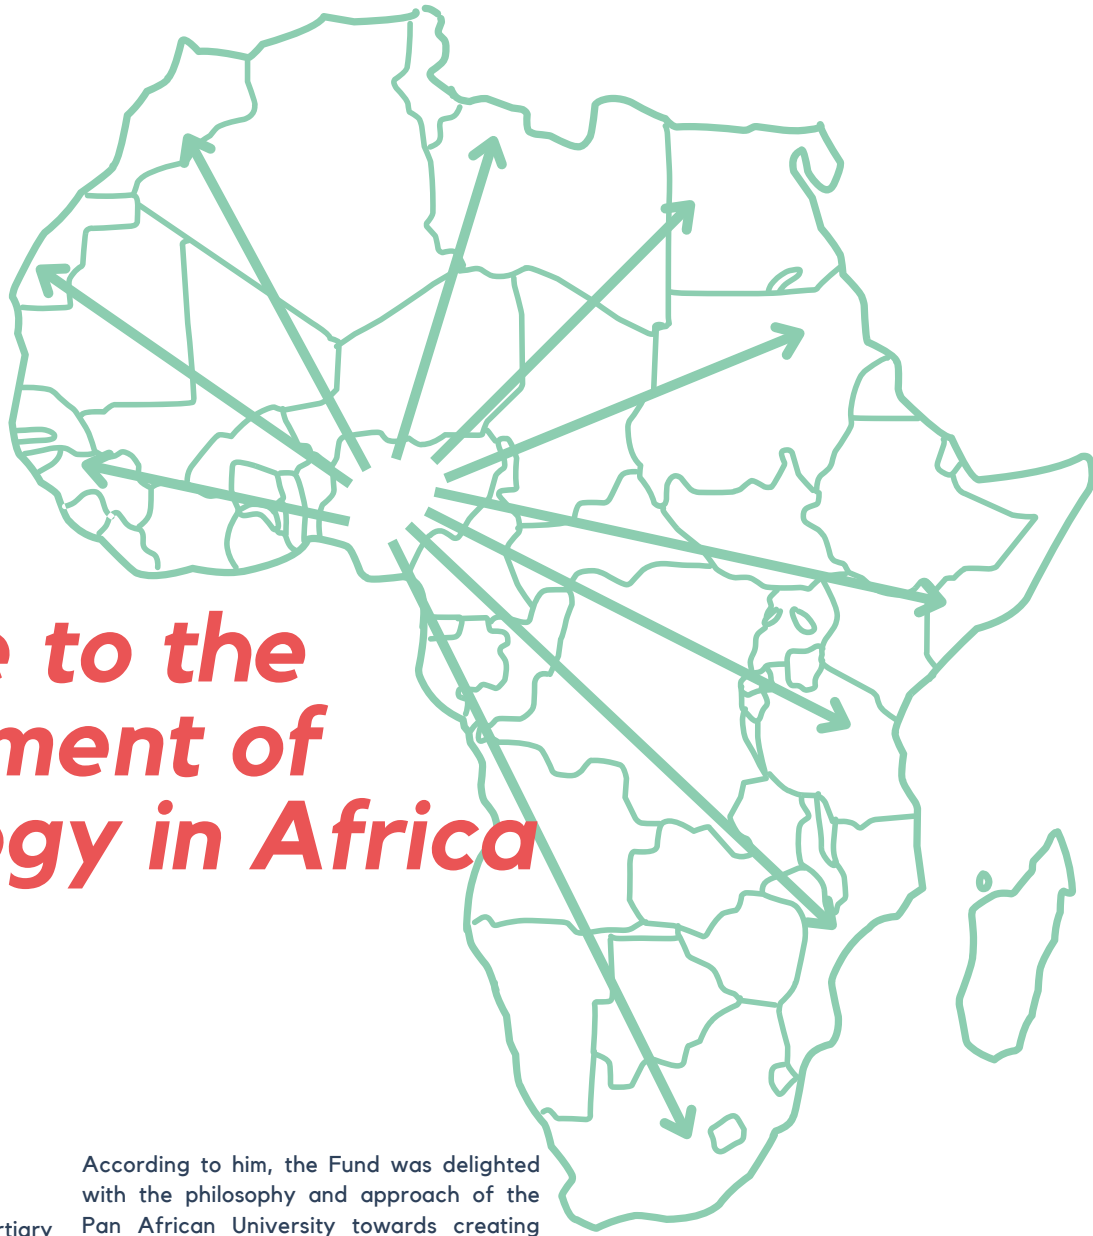 to the
ment of
gy in Africa
According to him, the Fund was delighted
with the philosophy and approach of the
rtiary
Pan African University towards creating